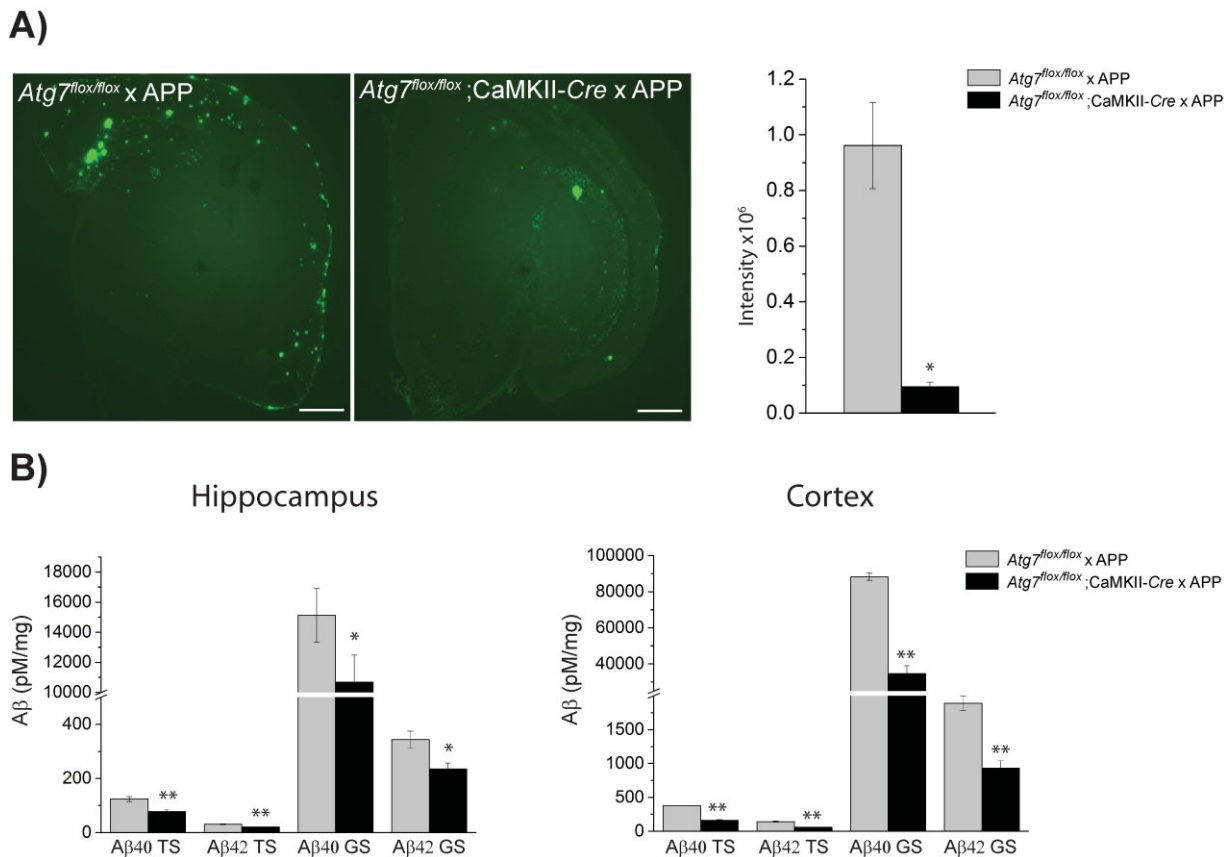 A)
Atg7flox/flox x APP
Atg7flox/flox ;CaMKII-Cre x APP
Intensity x10⁶
1.2
1.0
0.8
0.6
0.4
0.2
0.0
*
Atg7flox/flox x APP
Atg7flox/flox ;CaMKII-Cre x APP
B)
Hippocampus
Aβ (pM/mg)
18000
16000
14000
12000
10000
400
200
0
**
**
*
*
Aβ40 TS
Aβ42 TS
Aβ40 GS
Aβ42 GS
Cortex
Aβ (pM/mg)
100000
80000
60000
40000
1500
1000
500
0
**
**
**
**
Aβ40 TS
Aβ42 TS
Aβ40 GS
Aβ42 GS
Atg7flox/flox x APP
Atg7flox/flox ;CaMKII-Cre x APP